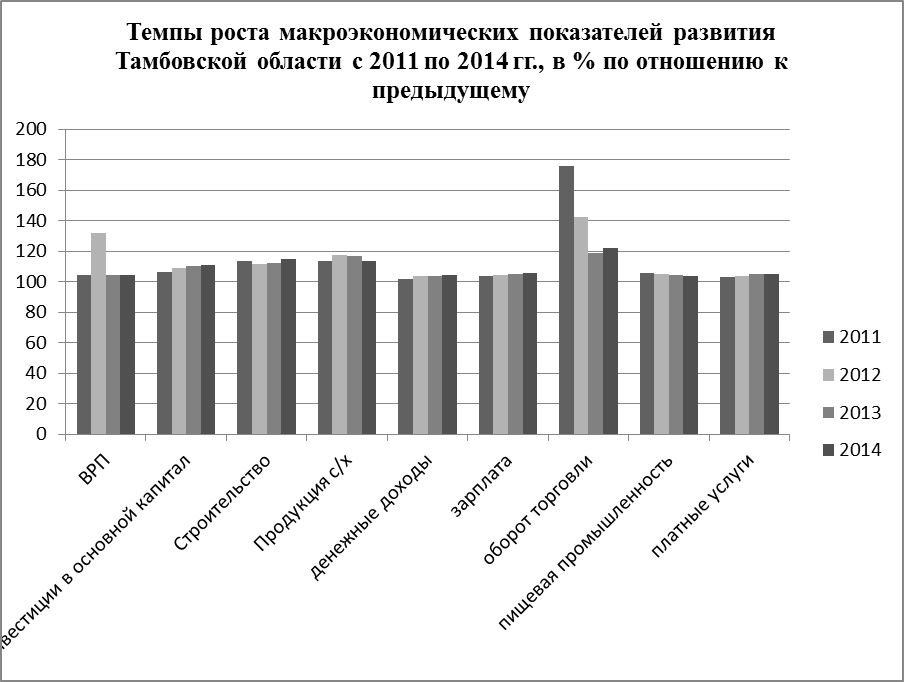 Темпы роста макроэкономических показателей развития
Тамбовской области с 2011 по 2014 гг., в % по отношению к
предыдущему
200
180
160
140
120
100
80
60
40
20
0
ВРП
нвестиции в основной капитал
Строительство
Продукция с/х
денежные доходы
зарплата
оборот торговли
пищевая промышленность
платные услуги
2011
2012
2013
2014